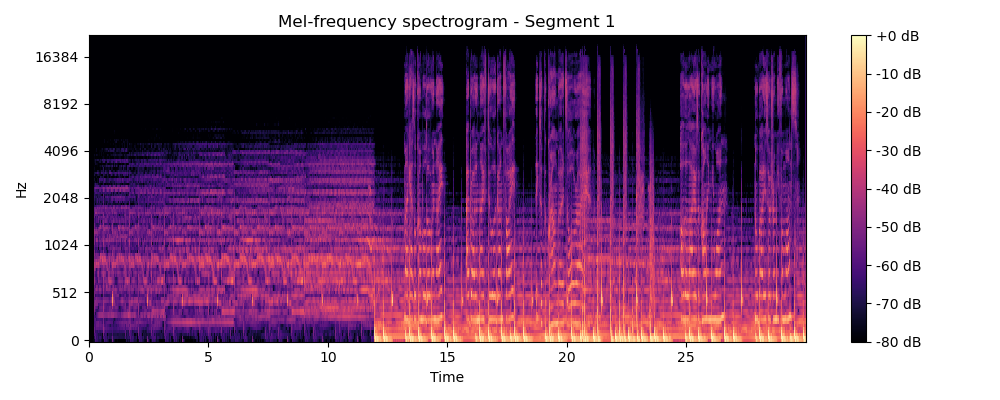 Mel-frequency spectrogram - Segment 1
16384
8192
4096
2048
1024
512
0
Hz
0 5 10 15 20 25
Time
+0 dB
-10 dB
-20 dB
-30 dB
-40 dB
-50 dB
-60 dB
-70 dB
-80 dB